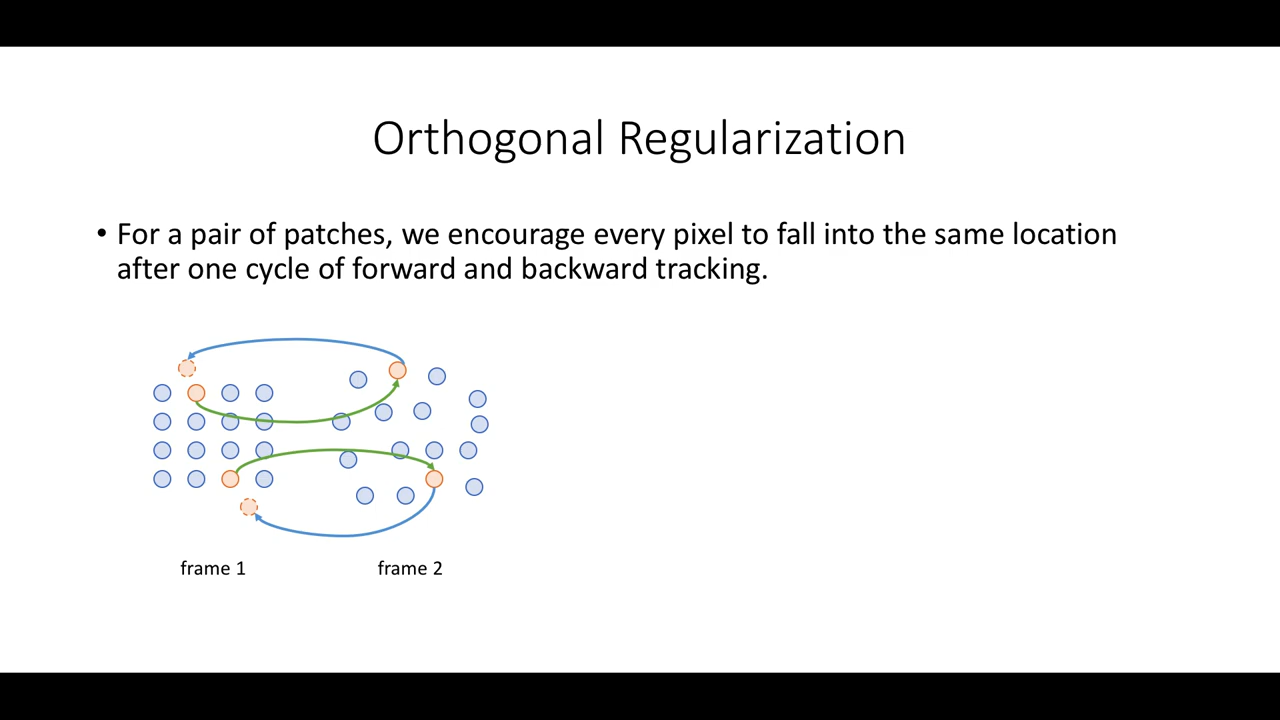 Orthogonal Regularization
• For a pair of patches, we encourage every pixel to fall into the same location
after one cycle of forward and backward tracking.
frame 1
frame 2